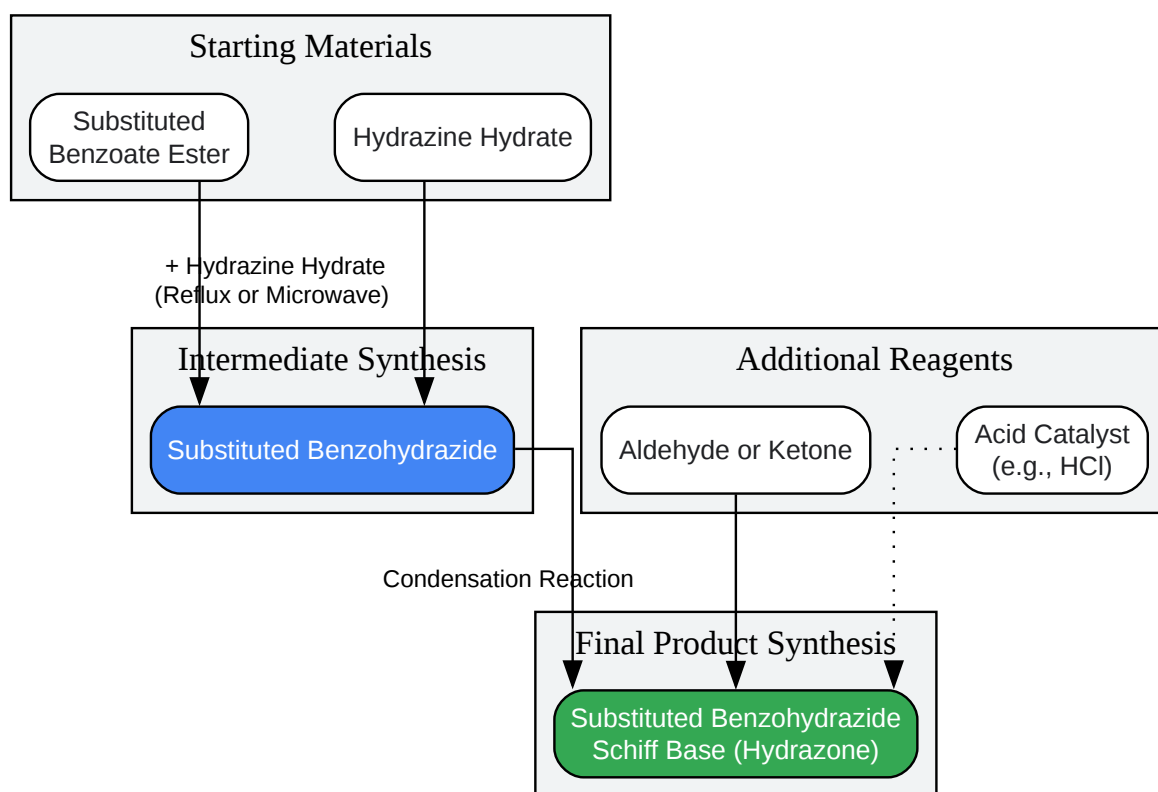 Starting Materials
Substituted
Benzoate Ester
Hydrazine Hydrate
+ Hydrazine Hydrate
(Reflux or Microwave)
Intermediate Synthesis
Substituted Benzohydrazide
Additional Reagents
Aldehyde or Ketone
Acid Catalyst
(e.g., HCl)
Condensation Reaction
Final Product Synthesis
Substituted Benzohydrazide
Schiff Base (Hydrazone)